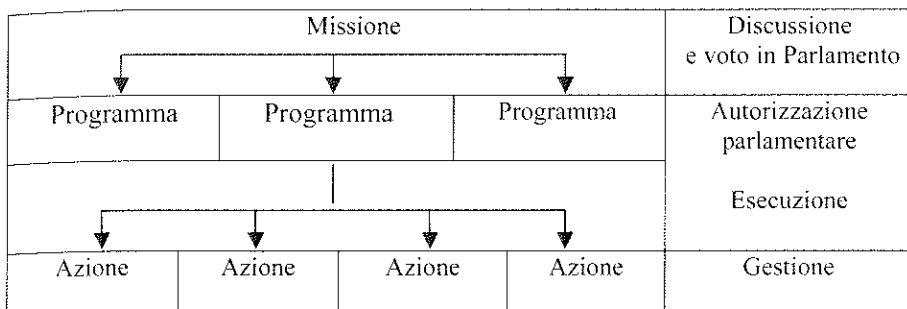 Missione
Discussione
e voto in Parlamento
Programma Programma Programma
Autorizzazione
parlamentare
Esecuzione
Azione Azione Azione Azione
Gestione